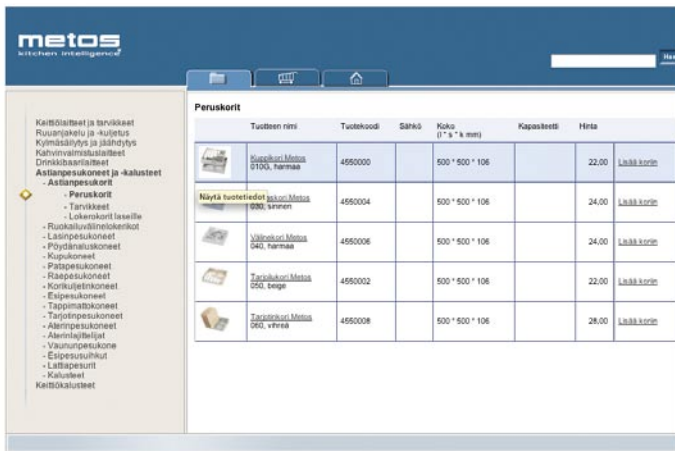 metos
kitchen intelligence
Peruskorit
Keittiölaitteet ja tarvikkeet
Ruuanjakelu ja -kuljetus
Kylmäsäilytys ja jäähdytys
Kahvinvalmistuslaitteet
Drinkkibaarilaitteet
Astianpesukoneet ja -kalusteet
- Astianpesukorit
- Peruskorit
- Tarvikkeet
- Lokerokorit laseille
- Ruokailuvälinelokerikot
- Lasinpesukoneet
- Pöydänaluskoneet
- Kupukoneet
- Patapesukoneet
- Raepesukoneet
- Korikuljetinkoneet
- Esipesukoneet
- Tappimattokoneet
- Tarjotinpesukoneet
- Aterinpesukoneet
- Aterinlajittelijat
- Vaununpesukone
- Esipesusuihkut
- Lattiapesurit
- Kalusteet
Keittiökalusteet
Tuotteen nimi Tuotekoodi Sähkö Koko (l * s * k mm) Kapasiteetti Hinta
Kuppikori Metos 010G, harmaa 4550000 500 * 500 * 106 22,00 Lisää koriin
Näytä tuotetiedot
Metos 030, sininen 4550004 500 * 500 * 106 24,00 Lisää koriin
Välinekori Metos 040, harmaa 4550006 500 * 500 * 106 24,00 Lisää koriin
Tarjoilukori Metos 050, beige 4550002 500 * 500 * 106 22,00 Lisää koriin
Tarjotinkori Metos 060, vihreä 4550008 500 * 500 * 106 28,00 Lisää koriin